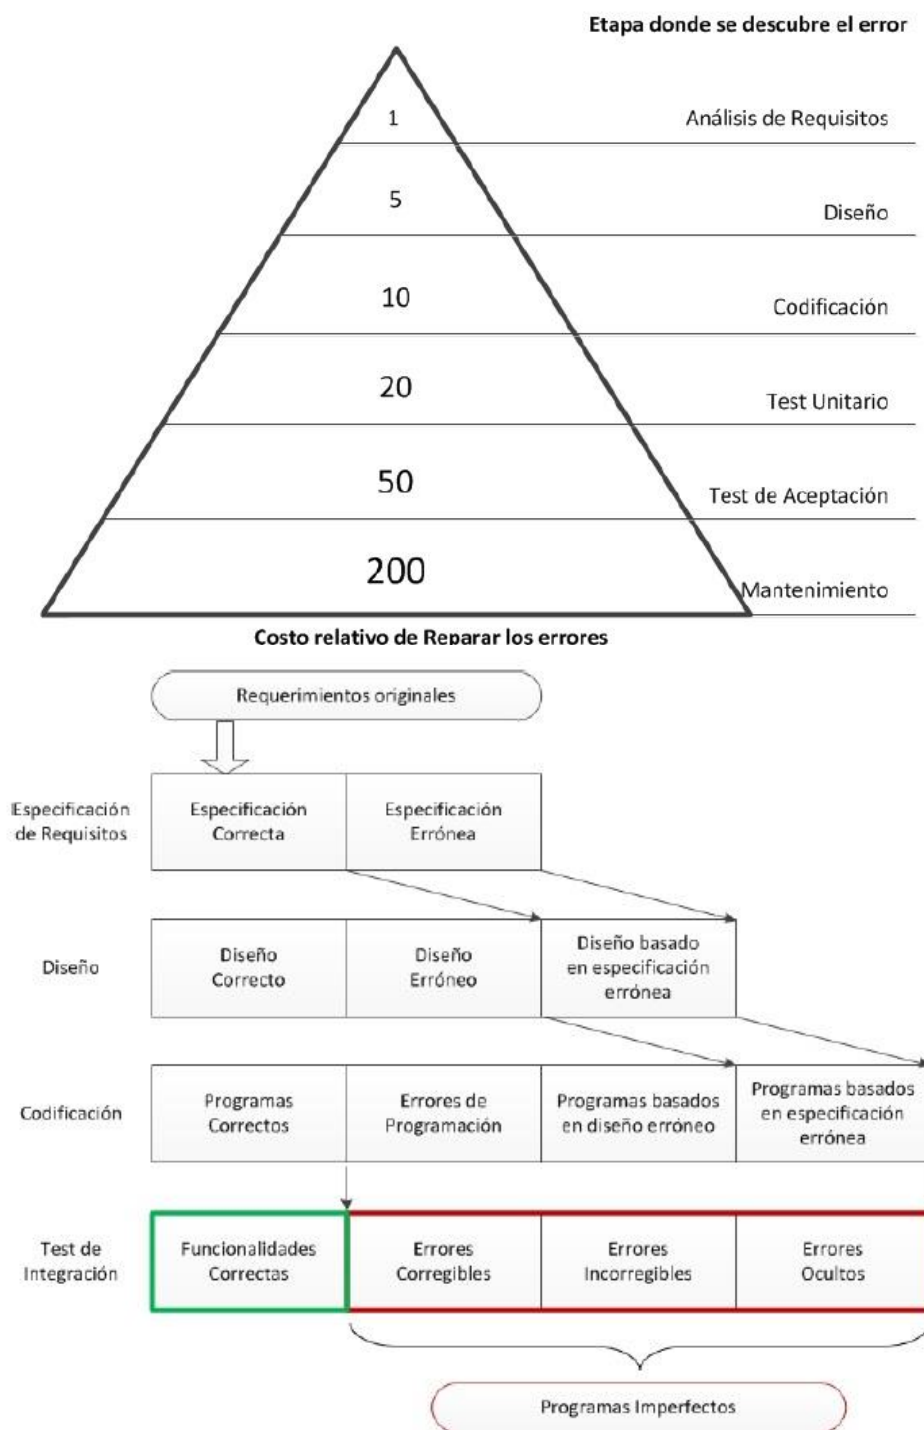 Etapa donde se descubre el error
1
Análisis de Requisitos
5
Diseño
10
Codificación
20
Test Unitario
50
Test de Aceptación
200
Mantenimiento
Costo relativo de Reparar los errores
Requerimientos originales
Especificación
de Requisitos
Especificación
Correcta
Especificación
Errónea
Diseño
Diseño
Correcto
Diseño
Erróneo
Diseño basado
en especificación
errónea
Codificación
Programas
Correctos
Errores de
Programación
Programas basados
en diseño erróneo
Programas basados
en especificación
errónea
Test de
Integración
Funcionalidades
Correctas
Errores
Corregibles
Errores
Incorregibles
Errores
Ocultos
Programas Imperfectos